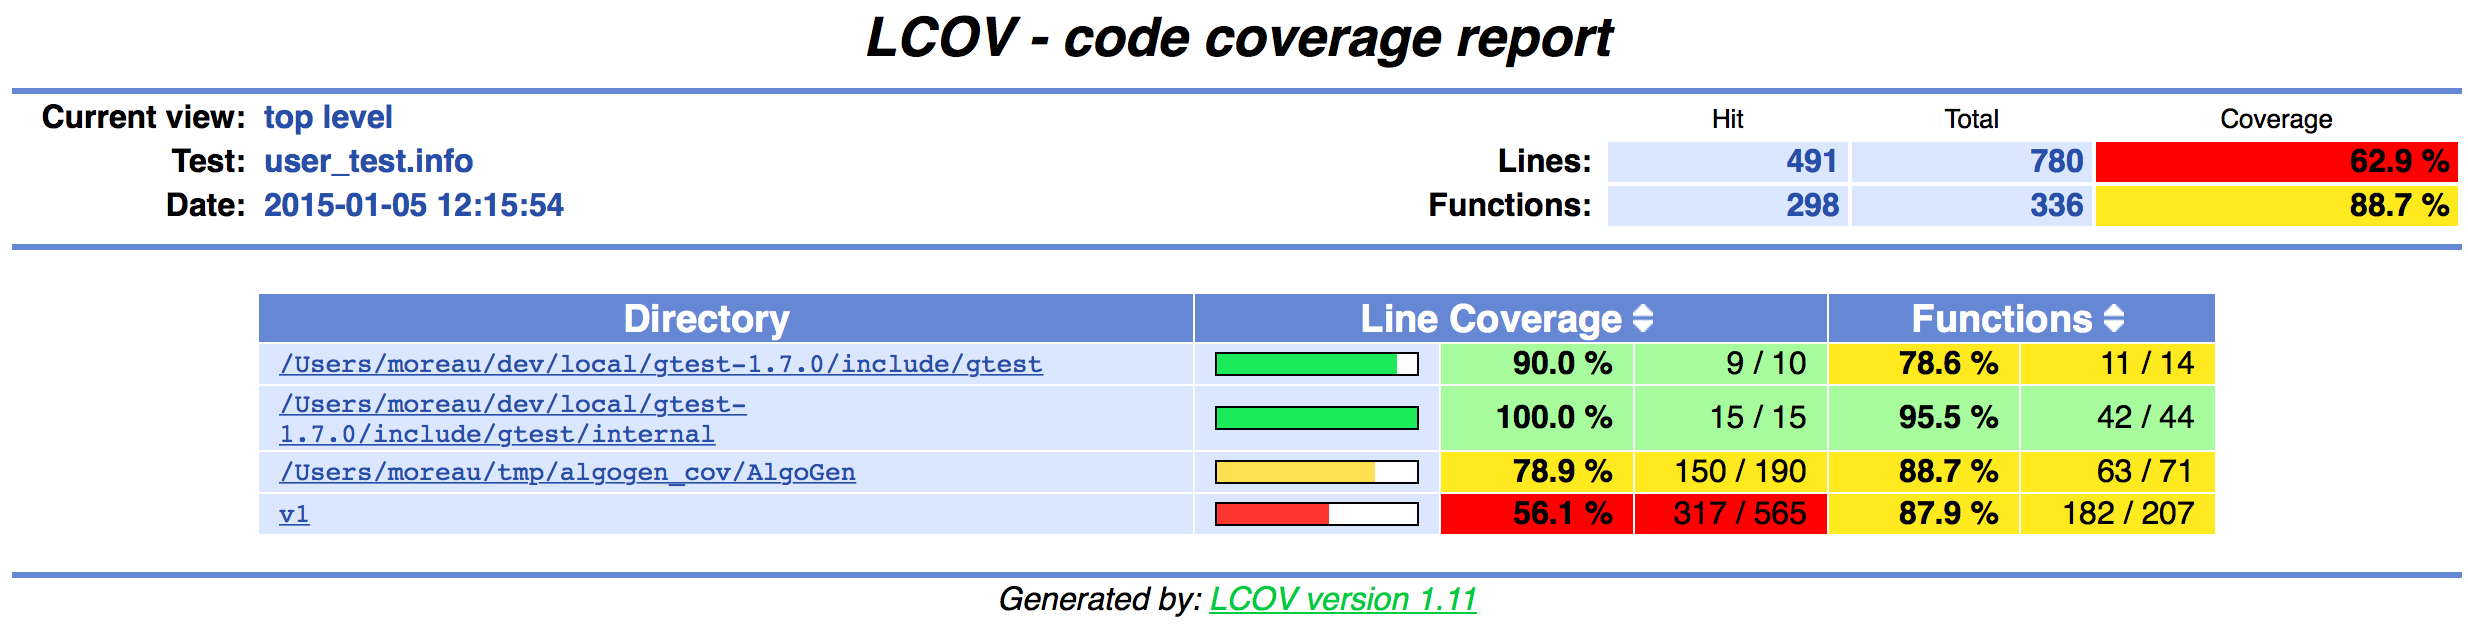 LCOV - code coverage report
Current view: top level
Hit Total Coverage
Test: user_test.info
Lines: 491 780 62.9 %
Date: 2015-01-05 12:15:54
Functions: 298 336 88.7 %
Directory Line Coverage Functions
/Users/moreau/dev/local/gtest-1.7.0/include/gtest 90.0 % 9 / 10 78.6 % 11 / 14
/Users/moreau/dev/local/gtest-
1.7.0/include/gtest/internal 100.0 % 15 / 15 95.5 % 42 / 44
/Users/moreau/tmp/algogen_cov/AlgoGen 78.9 % 150 / 190 88.7 % 63 / 71
v1 56.1 % 317 / 565 87.9 % 182 / 207
Generated by: LCOV version 1.11